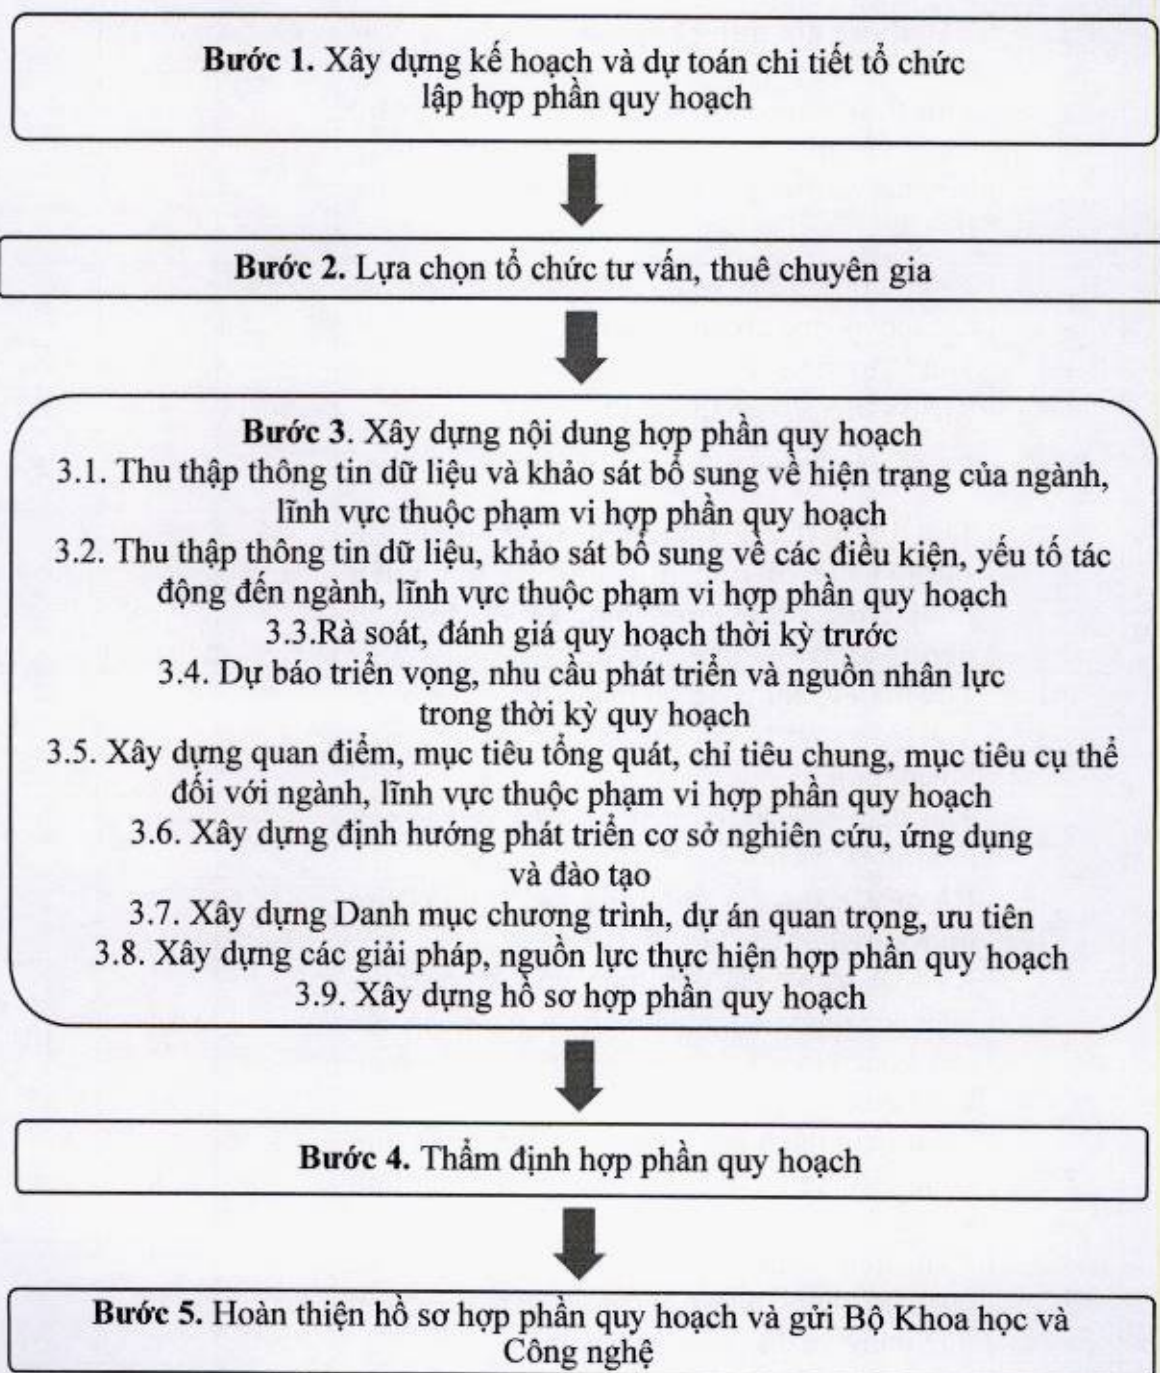 Bước 1. Xây dựng kế hoạch và dự toán chi tiết tổ chức
lập hợp phần quy hoạch
Bước 2. Lựa chọn tổ chức tư vấn, thuê chuyên gia
Bước 3. Xây dựng nội dung hợp phần quy hoạch
3.1. Thu thập thông tin dữ liệu và khảo sát bổ sung về hiện trạng của ngành,
lĩnh vực thuộc phạm vi hợp phần quy hoạch
3.2. Thu thập thông tin dữ liệu, khảo sát bổ sung về các điều kiện, yếu tố tác
động đến ngành, lĩnh vực thuộc phạm vi hợp phần quy hoạch
3.3.Rà soát, đánh giá quy hoạch thời kỳ trước
3.4. Dự báo triển vọng, nhu cầu phát triển và nguồn nhân lực
trong thời kỳ quy hoạch
3.5. Xây dựng quan điểm, mục tiêu tổng quát, chỉ tiêu chung, mục tiêu cụ thể
đối với ngành, lĩnh vực thuộc phạm vi hợp phần quy hoạch
3.6. Xây dựng định hướng phát triển cơ sở nghiên cứu, ứng dụng
và đào tạo
3.7. Xây dựng Danh mục chương trình, dự án quan trọng, ưu tiên
3.8. Xây dựng các giải pháp, nguồn lực thực hiện hợp phần quy hoạch
3.9. Xây dựng hồ sơ hợp phần quy hoạch
Bước 4. Thẩm định hợp phần quy hoạch
Bước 5. Hoàn thiện hồ sơ hợp phần quy hoạch và gửi Bộ Khoa học và
Công nghệ